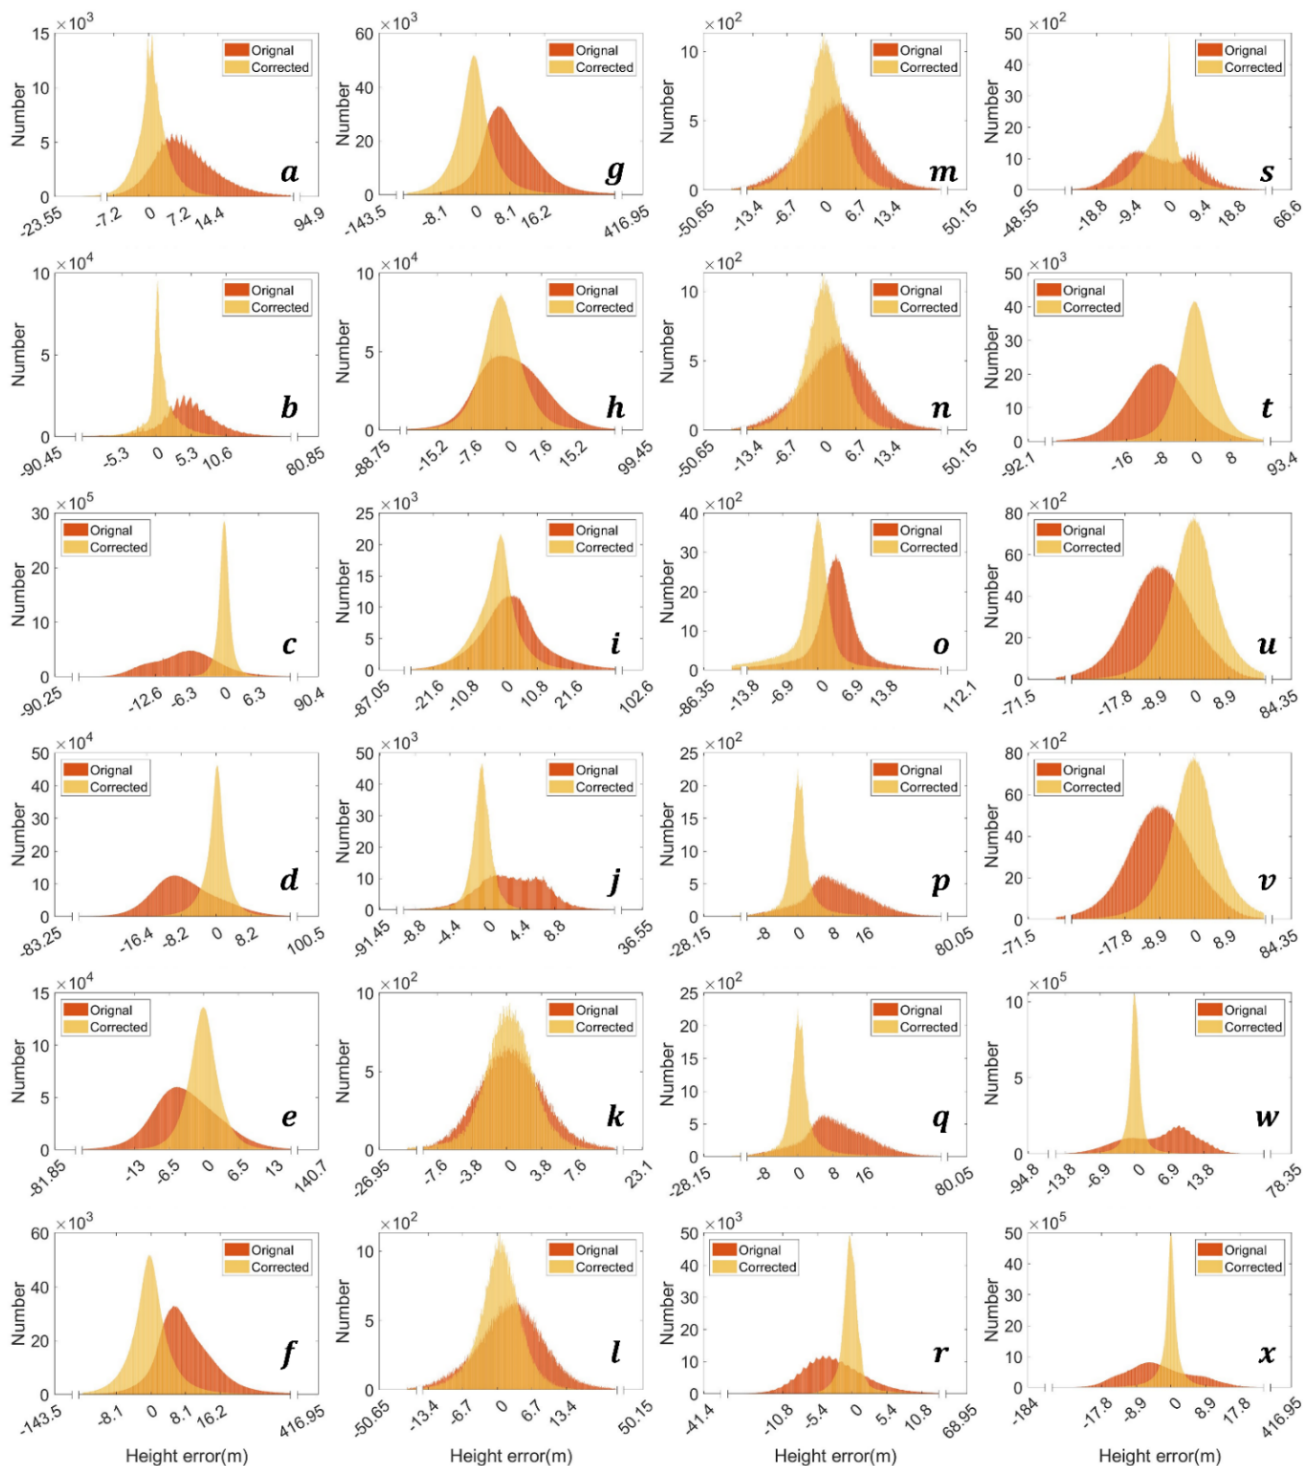 ×10³
15
10
5
0
Number
Orignal
Corrected
a
-23.55
-7.2
0
7.2
14.4
94.9
×10³
60
40
20
0
Number
Orignal
Corrected
g
-143.5
-8.1
0
8.1
16.2
416.95
×10²
10
5
0
Number
Orignal
Corrected
m
-50.65
-13.4
-6.7
0
6.7
13.4
50.15
×10²
50
40
30
20
10
0
Number
Orignal
Corrected
s
-48.55
-18.8
-9.4
0
9.4
18.8
66.6
×10⁴
10
5
0
Number
Orignal
Corrected
b
-90.45
-5.3
0
5.3
10.6
80.85
×10⁴
10
5
0
Number
Orignal
Corrected
h
-88.75
-15.2
-7.6
0
7.6
15.2
99.45
×10²
10
5
0
Number
Orignal
Corrected
n
-50.65
-13.4
-6.7
0
6.7
13.4
50.15
×10³
50
40
30
20
10
0
Number
Orignal
Corrected
t
-92.1
-16
-8
0
8
93.4
×10⁵
30
20
10
0
Number
Orignal
Corrected
c
-90.25
-12.6
-6.3
0
6.3
90.4
×10³
25
20
15
10
5
0
Number
Orignal
Corrected
i
-87.05
-21.6
-10.8
0
10.8
21.6
102.6
×10²
40
30
20
10
0
Number
Orignal
Corrected
o
-86.35
-13.8
-6.9
0
6.9
13.8
112.1
×10²
80
60
40
20
0
Number
Orignal
Corrected
u
-71.5
-17.8
-8.9
0
8.9
84.35
×10⁴
50
40
30
20
10
0
Number
Orignal
Corrected
d
-83.25
-16.4
-8.2
0
8.2
100.5
×10³
50
40
30
20
10
0
Number
Orignal
Corrected
j
-91.45
-8.8
-4.4
0
4.4
8.8
36.55
×10²
25
20
15
10
5
0
Number
Orignal
Corrected
p
-28.15
-8
0
8
16
80.05
×10²
80
60
40
20
0
Number
Orignal
Corrected
v
-71.5
-17.8
-8.9
0
8.9
84.35
×10⁴
15
10
5
0
Number
Orignal
Corrected
e
-81.85
-13
-6.5
0
6.5
13
140.7
×10²
10
5
0
Number
Orignal
Corrected
k
-26.95
-7.6
-3.8
0
3.8
7.6
23.1
×10²
25
20
15
10
5
0
Number
Orignal
Corrected
q
-28.15
-8
0
8
16
80.05
×10⁵
10
5
0
Number
Orignal
Corrected
w
-94.8
-13.8
-6.9
0
6.9
13.8
78.35
×10³
60
40
20
0
Number
Orignal
Corrected
f
-143.5
-8.1
0
8.1
16.2
416.95
Height error(m)
×10²
10
5
0
Number
Orignal
Corrected
l
-50.65
-13.4
-6.7
0
6.7
13.4
50.15
Height error(m)
×10³
50
40
30
20
10
0
Number
Orignal
Corrected
r
-41.4
-10.8
-5.4
0
5.4
10.8
68.95
Height error(m)
×10⁵
50
40
30
20
10
0
Number
Orignal
Corrected
x
-184
-17.8
-8.9
0
8.9
17.8
416.95
Height error(m)